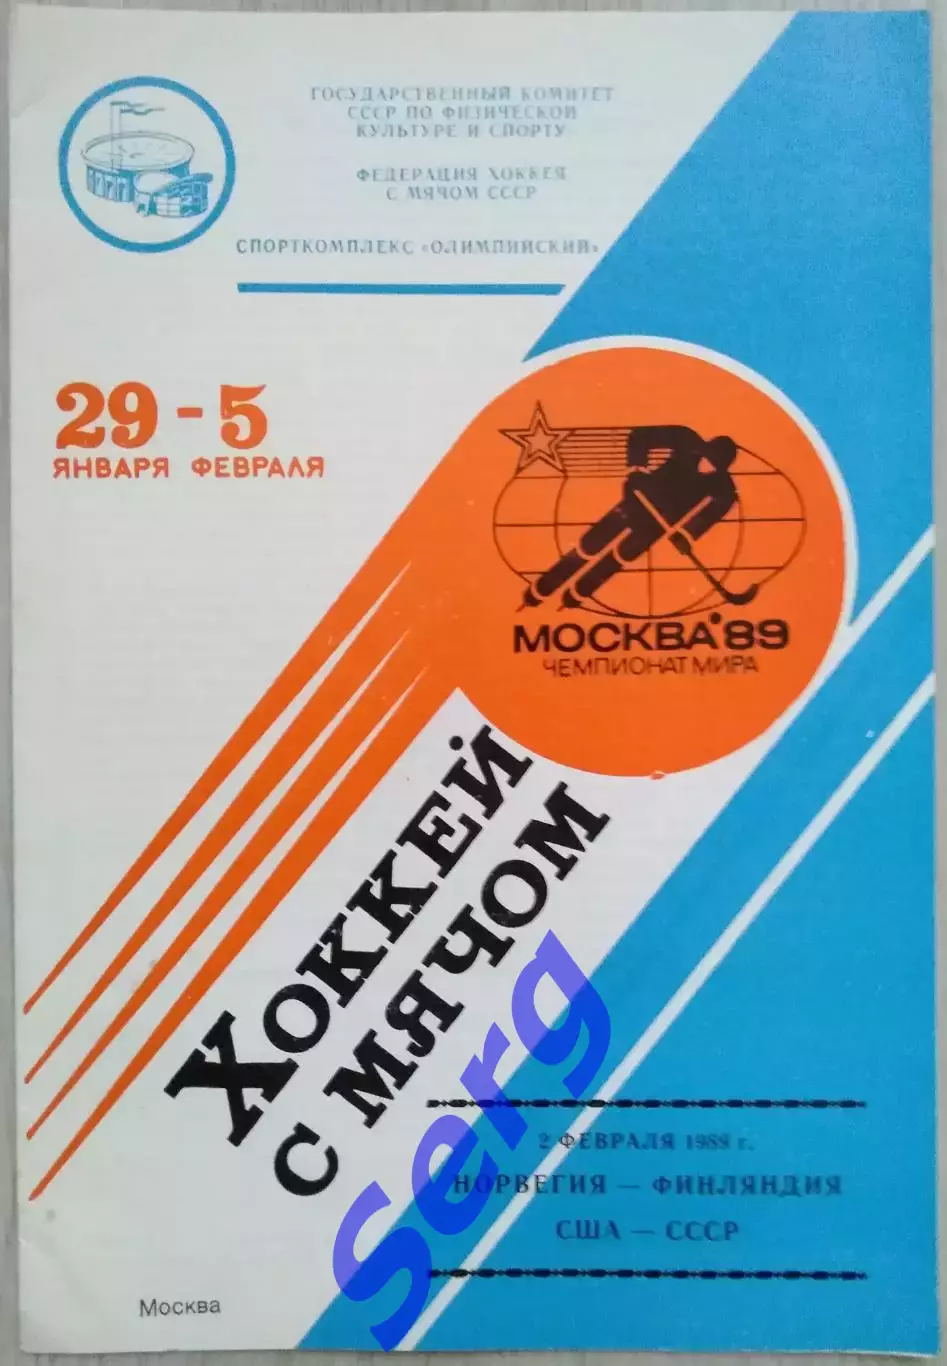 ГОСУДАРСТВЕННЫЙ КОМИТЕТ
СССР ПО ФИЗИЧЕСКОЙ
КУЛЬТУРЕ И СПОРТУ
ФЕДЕРАЦИЯ ХОККЕЯ
С МЯЧОМ СССР
СПОРТКОМПЛЕКС «ОЛИМПИЙСКИЙ»
29 - 5
ЯНВАРЯ ФЕВРАЛЯ
МОСКВА'89
ЧЕМПИОНАТ МИРА
ХОККЕЙ
С МЯЧОМ
Serg
2 ФЕВРАЛЯ 1989 г.
НОРВЕГИЯ — ФИНЛЯНДИЯ
США — СССР
Москва